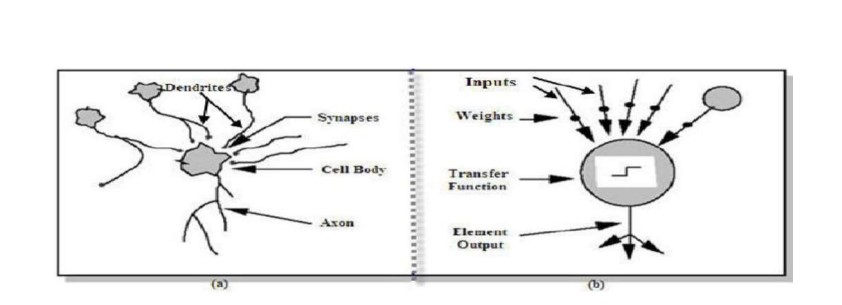 Dendrites
Synapses
Cell Body
Axon
(a)
Inputs
Weights
Transfer
Function
Element
Output
(b)